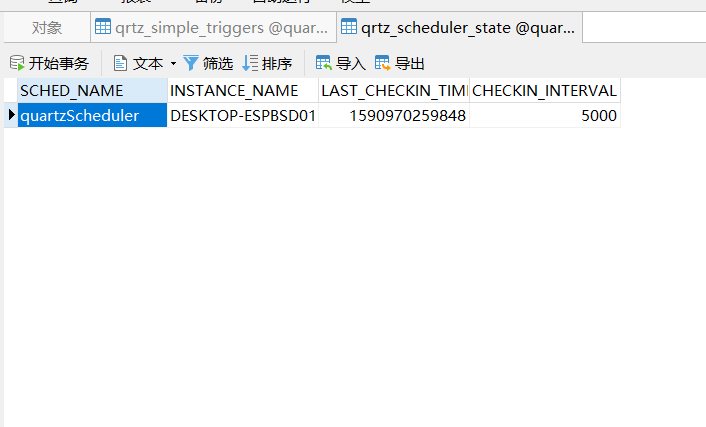 对象 qrtz_simple_triggers @quar... qrtz_scheduler_state @quar...
开始事务 文本 筛选 排序 导入 导出
SCHED_NAME INSTANCE_NAME LAST_CHECKIN_TIM CHECKIN_INTERVAL
quartzScheduler DESKTOP-ESPBSD01 1590970259848 5000